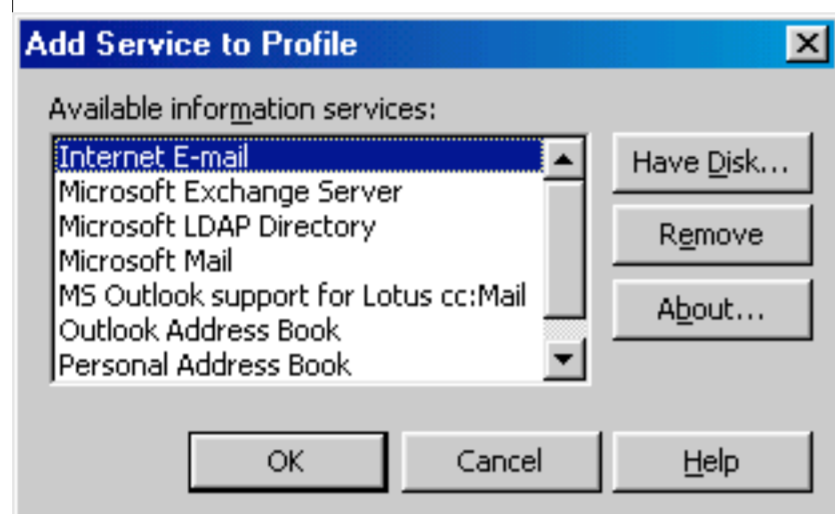 Add Service to Profile
Available information services:
Internet E-mail
Microsoft Exchange Server
Microsoft LDAP Directory
Microsoft Mail
MS Outlook support for Lotus cc:Mail
Outlook Address Book
Personal Address Book
Have Disk...
Remove
About...
OK Cancel Help